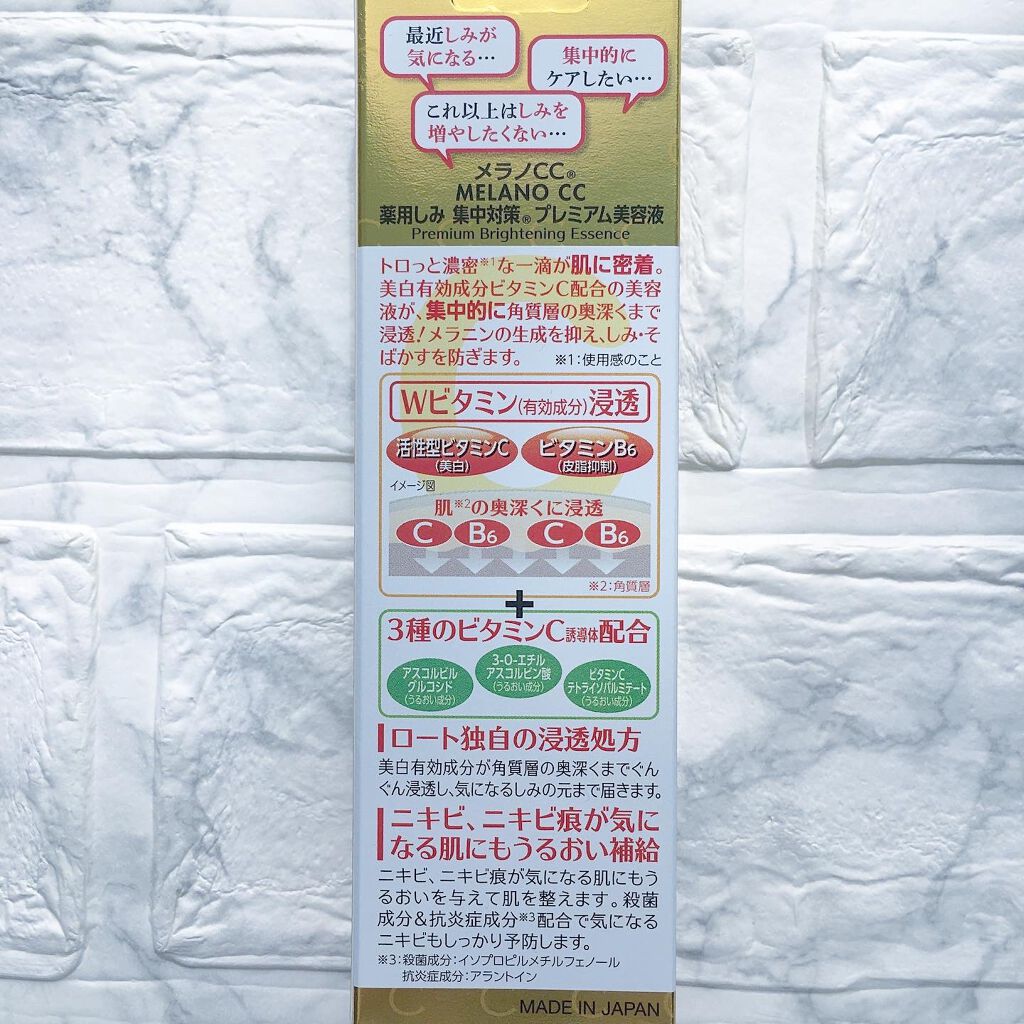 最近しみが
気になる…
集中的に
ケアしたい…
これ以上はしみを
増やしたくない…
メラノCC®
MELANO CC
薬用しみ 集中対策® プレミアム美容液
Premium Brightening Essence
トロっと濃密※1な一滴が肌に密着。
美白有効成分ビタミンC配合の美容
液が、集中的に角質層の奥深くまで
浸透!メラニンの生成を抑え、しみ・そ
ばかすを防ぎます。 ※1:使用感のこと
Wビタミン(有効成分)浸透
活性型ビタミンC
(美白)
ビタミンB6
(皮脂抑制)
イメージ図
肌※2の奥深くに浸透
C B6 C B6
※2:角質層
+
3種のビタミンC誘導体配合
アスコルビル
グルコシド
(うるおい成分)
3-O-エチル
アスコルビン酸
(うるおい成分)
ビタミンC
テトライソパルミテート
(うるおい成分)
ロート独自の浸透処方
美白有効成分が角質層の奥深くまでぐん
ぐん浸透し、気になるしみの元まで届きます。
ニキビ、ニキビ痕が気に
なる肌にもうるおい補給
ニキビ、ニキビ痕が気になる肌にもう
るおいを与えて肌を整えます。殺菌
成分&抗炎症成分※3配合で気になる
ニキビもしっかり予防します。
※3:殺菌成分:イソプロピルメチルフェノール
抗炎症成分:アラントイン
MADE IN JAPAN